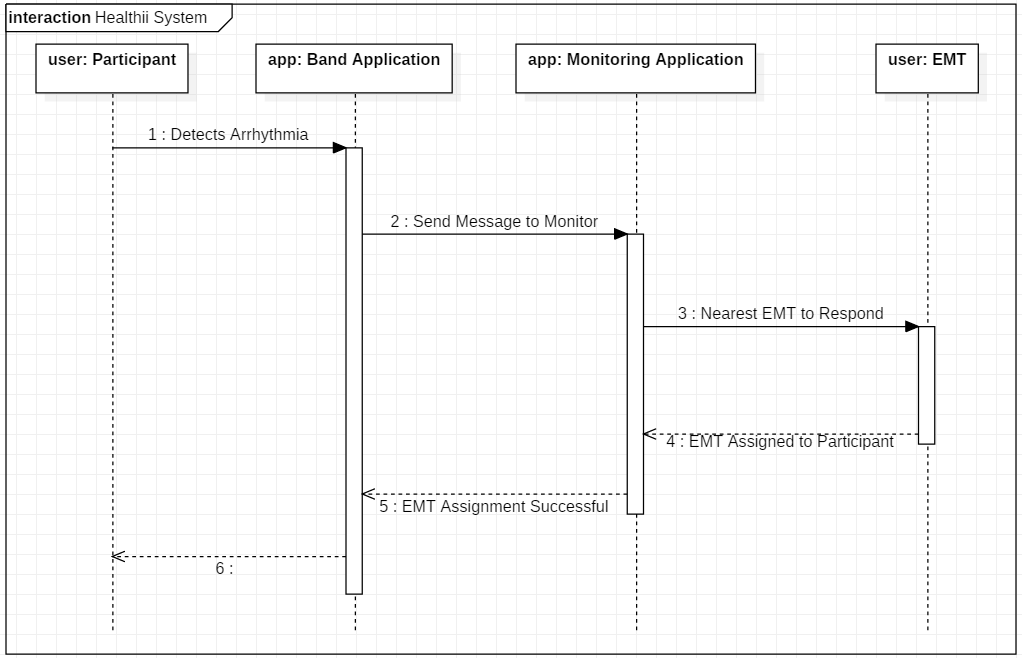 interaction Healthii System
user: Participant
app: Band Application
app: Monitoring Application
user: EMT
1 : Detects Arrhythmia
2 : Send Message to Monitor
3 : Nearest EMT to Respond
4 : EMT Assigned to Participant
5 : EMT Assignment Successful
6 :